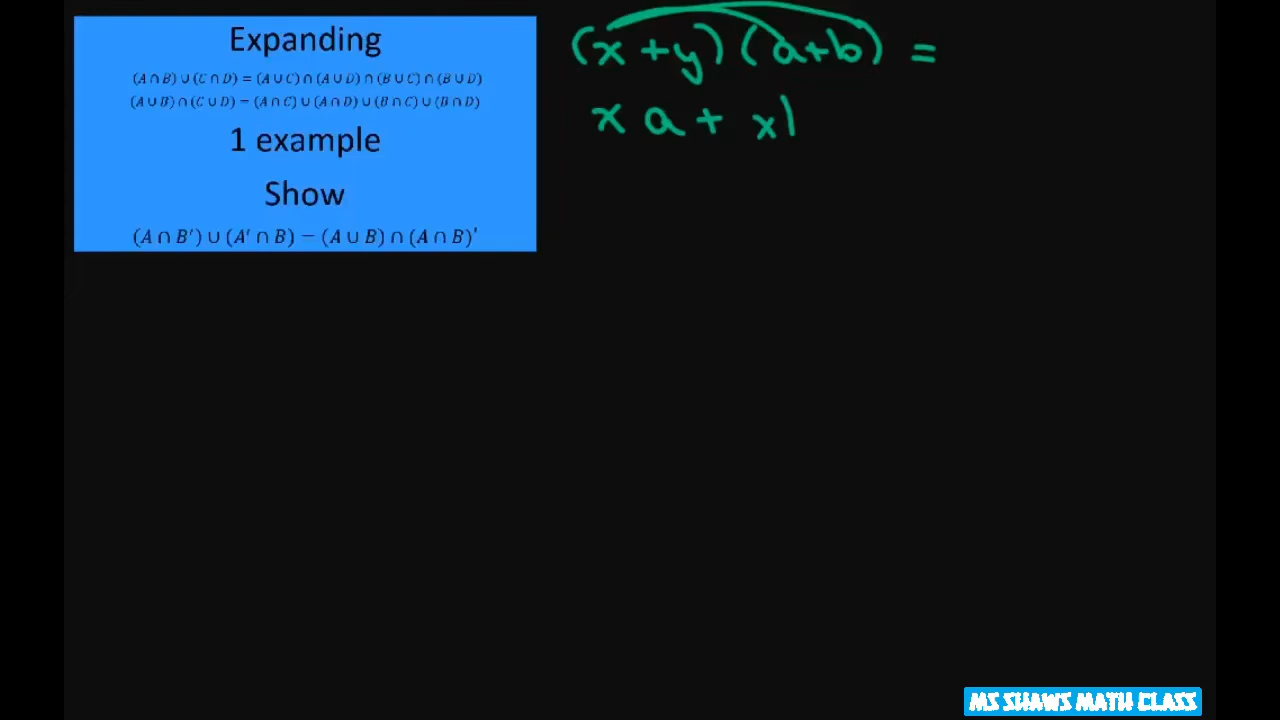 Expanding
(A ∩ B) ∪ (C ∩ D) = (A ∪ C) ∩ (A ∪ D) ∩ (B ∪ C) ∩ (B ∪ D)
(A ∪ B) ∩ (C ∪ D) = (A ∩ C) ∪ (A ∩ D) ∪ (B ∩ C) ∪ (B ∩ D)
1 example
Show
(A ∩ B′) ∪ (A′ ∩ B) − (A ∪ B) ∩ (A ∩ B)′
(x + y) (a + b) =
x a + x l
MS SHAWS MATH CLASS